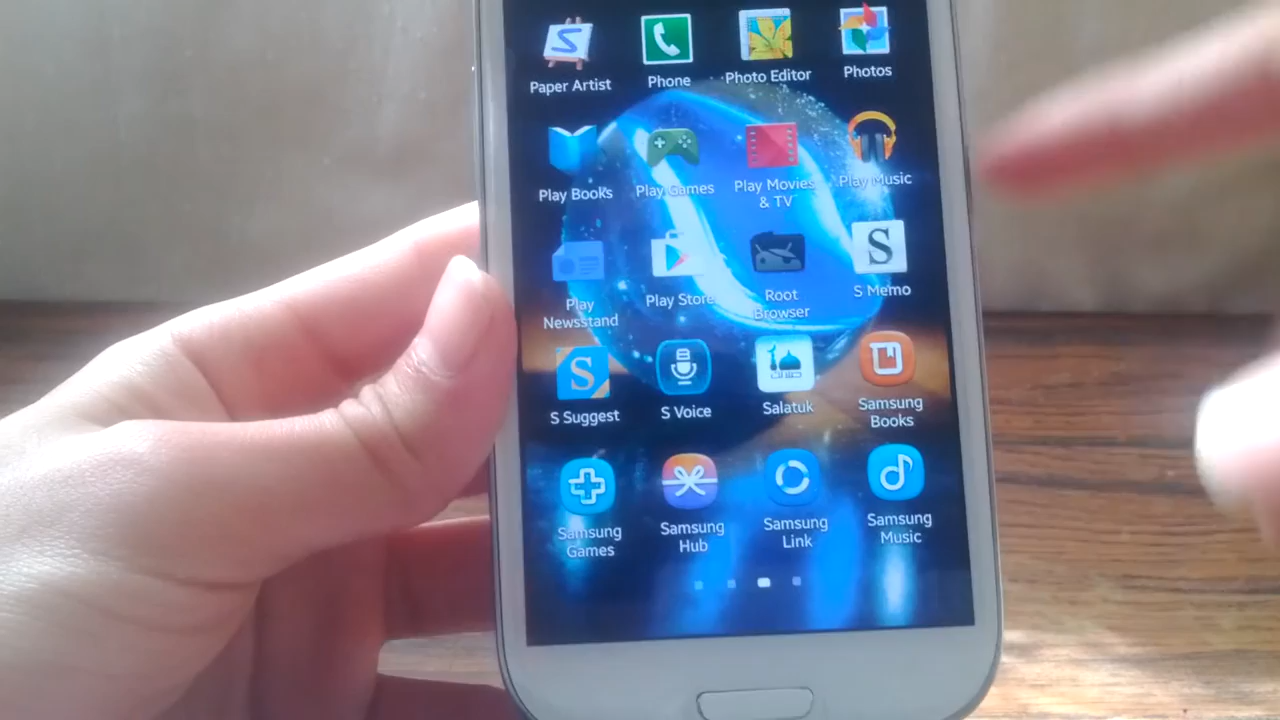 Paper Artist
Phone
Photo Editor
Photos
Play Books
Play Games
Play Movies
& TV
Play Music
Play
Newsstand
Play Store
Root
Browser
S
S Memo
S
S Suggest
S Voice
Salatuk
Samsung
Books
Samsung
Games
Samsung
Hub
Samsung
Link
Samsung
Music